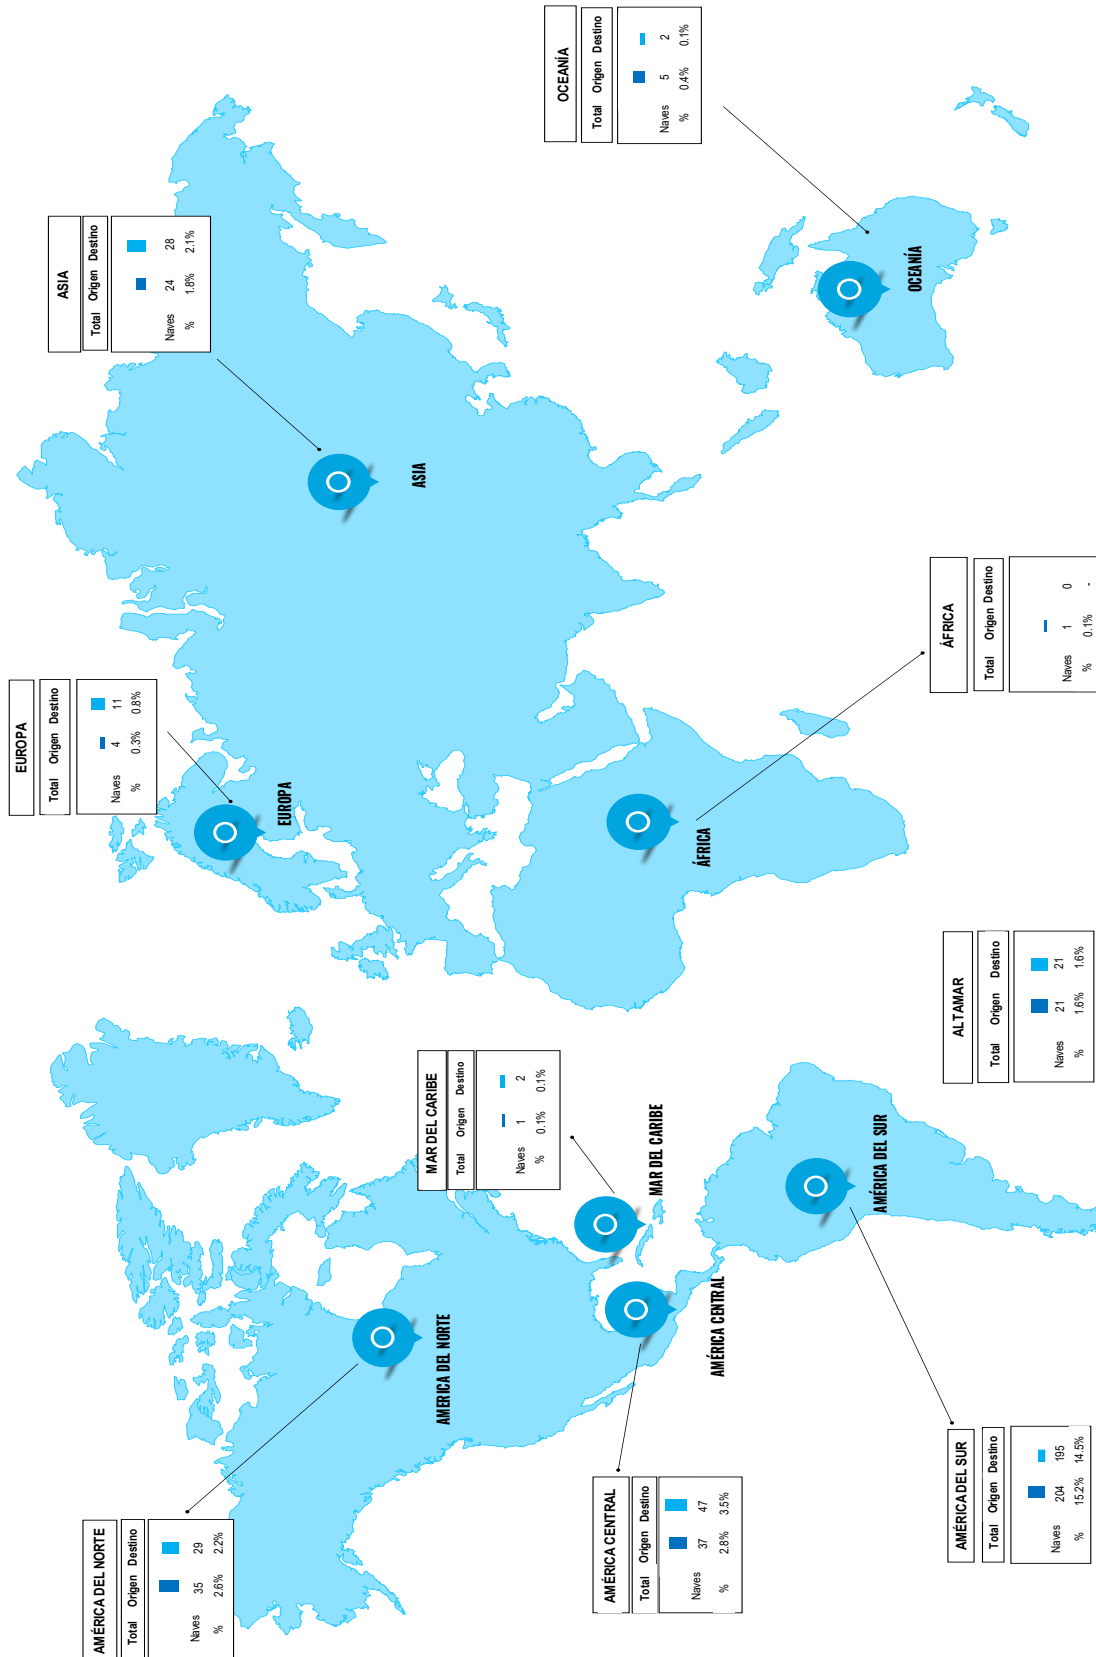 AMÉRICA DEL NORTE
Total Origen Destino
Naves 35 29
% 2.6% 2.2%
EUROPA
Total Origen Destino
Naves 4 11
% 0.3% 0.8%
ASIA
Total Origen Destino
Naves 24 28
% 1.8% 2.1%
OCEANÍA
Total Origen Destino
Naves 5 2
% 0.4% 0.1%
MAR DEL CARIBE
Total Origen Destino
Naves 1 2
% 0.1% 0.1%
AMÉRICA CENTRAL
Total Origen Destino
Naves 37 47
% 2.8% 3.5%
AMÉRICA DEL SUR
Total Origen Destino
Naves 204 195
% 15.2% 14.5%
ALTAMAR
Total Origen Destino
Naves 21 21
% 1.6% 1.6%
ÁFRICA
Total Origen Destino
Naves 1 0
% 0.1% -
EUROPA
ASIA
AMERICA DEL NORTE
MAR DEL CARIBE
AMÉRICA CENTRAL
ÁFRICA
AMÉRICA DEL SUR
OCEANÍA